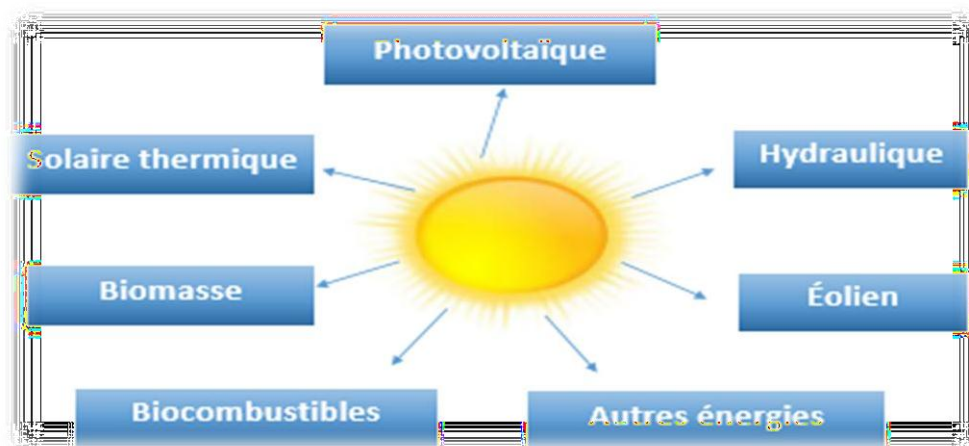 Photovoltaïque
Solaire thermique
Hydraulique
Biomasse
Éolien
Biocombustibles
Autres énergies